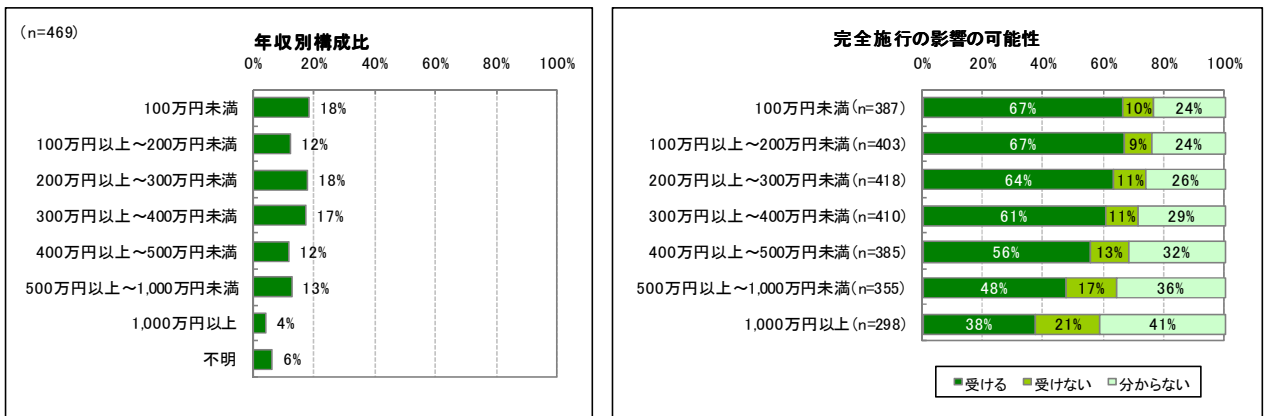 (n=469)
年収別構成比
0% 20% 40% 60% 80% 100%
100万円未満 18%
100万円以上～200万円未満 12%
200万円以上～300万円未満 18%
300万円以上～400万円未満 17%
400万円以上～500万円未満 12%
500万円以上～1,000万円未満 13%
1,000万円以上 4%
不明 6%
完全施行の影響の可能性
0% 20% 40% 60% 80% 100%
100万円未満(n=387) 67% 10% 24%
100万円以上～200万円未満(n=403) 67% 9% 24%
200万円以上～300万円未満(n=418) 64% 11% 26%
300万円以上～400万円未満(n=410) 61% 11% 29%
400万円以上～500万円未満(n=385) 56% 13% 32%
500万円以上～1,000万円未満(n=355) 48% 17% 36%
1,000万円以上(n=298) 38% 21% 41%
受ける 受けない 分からない